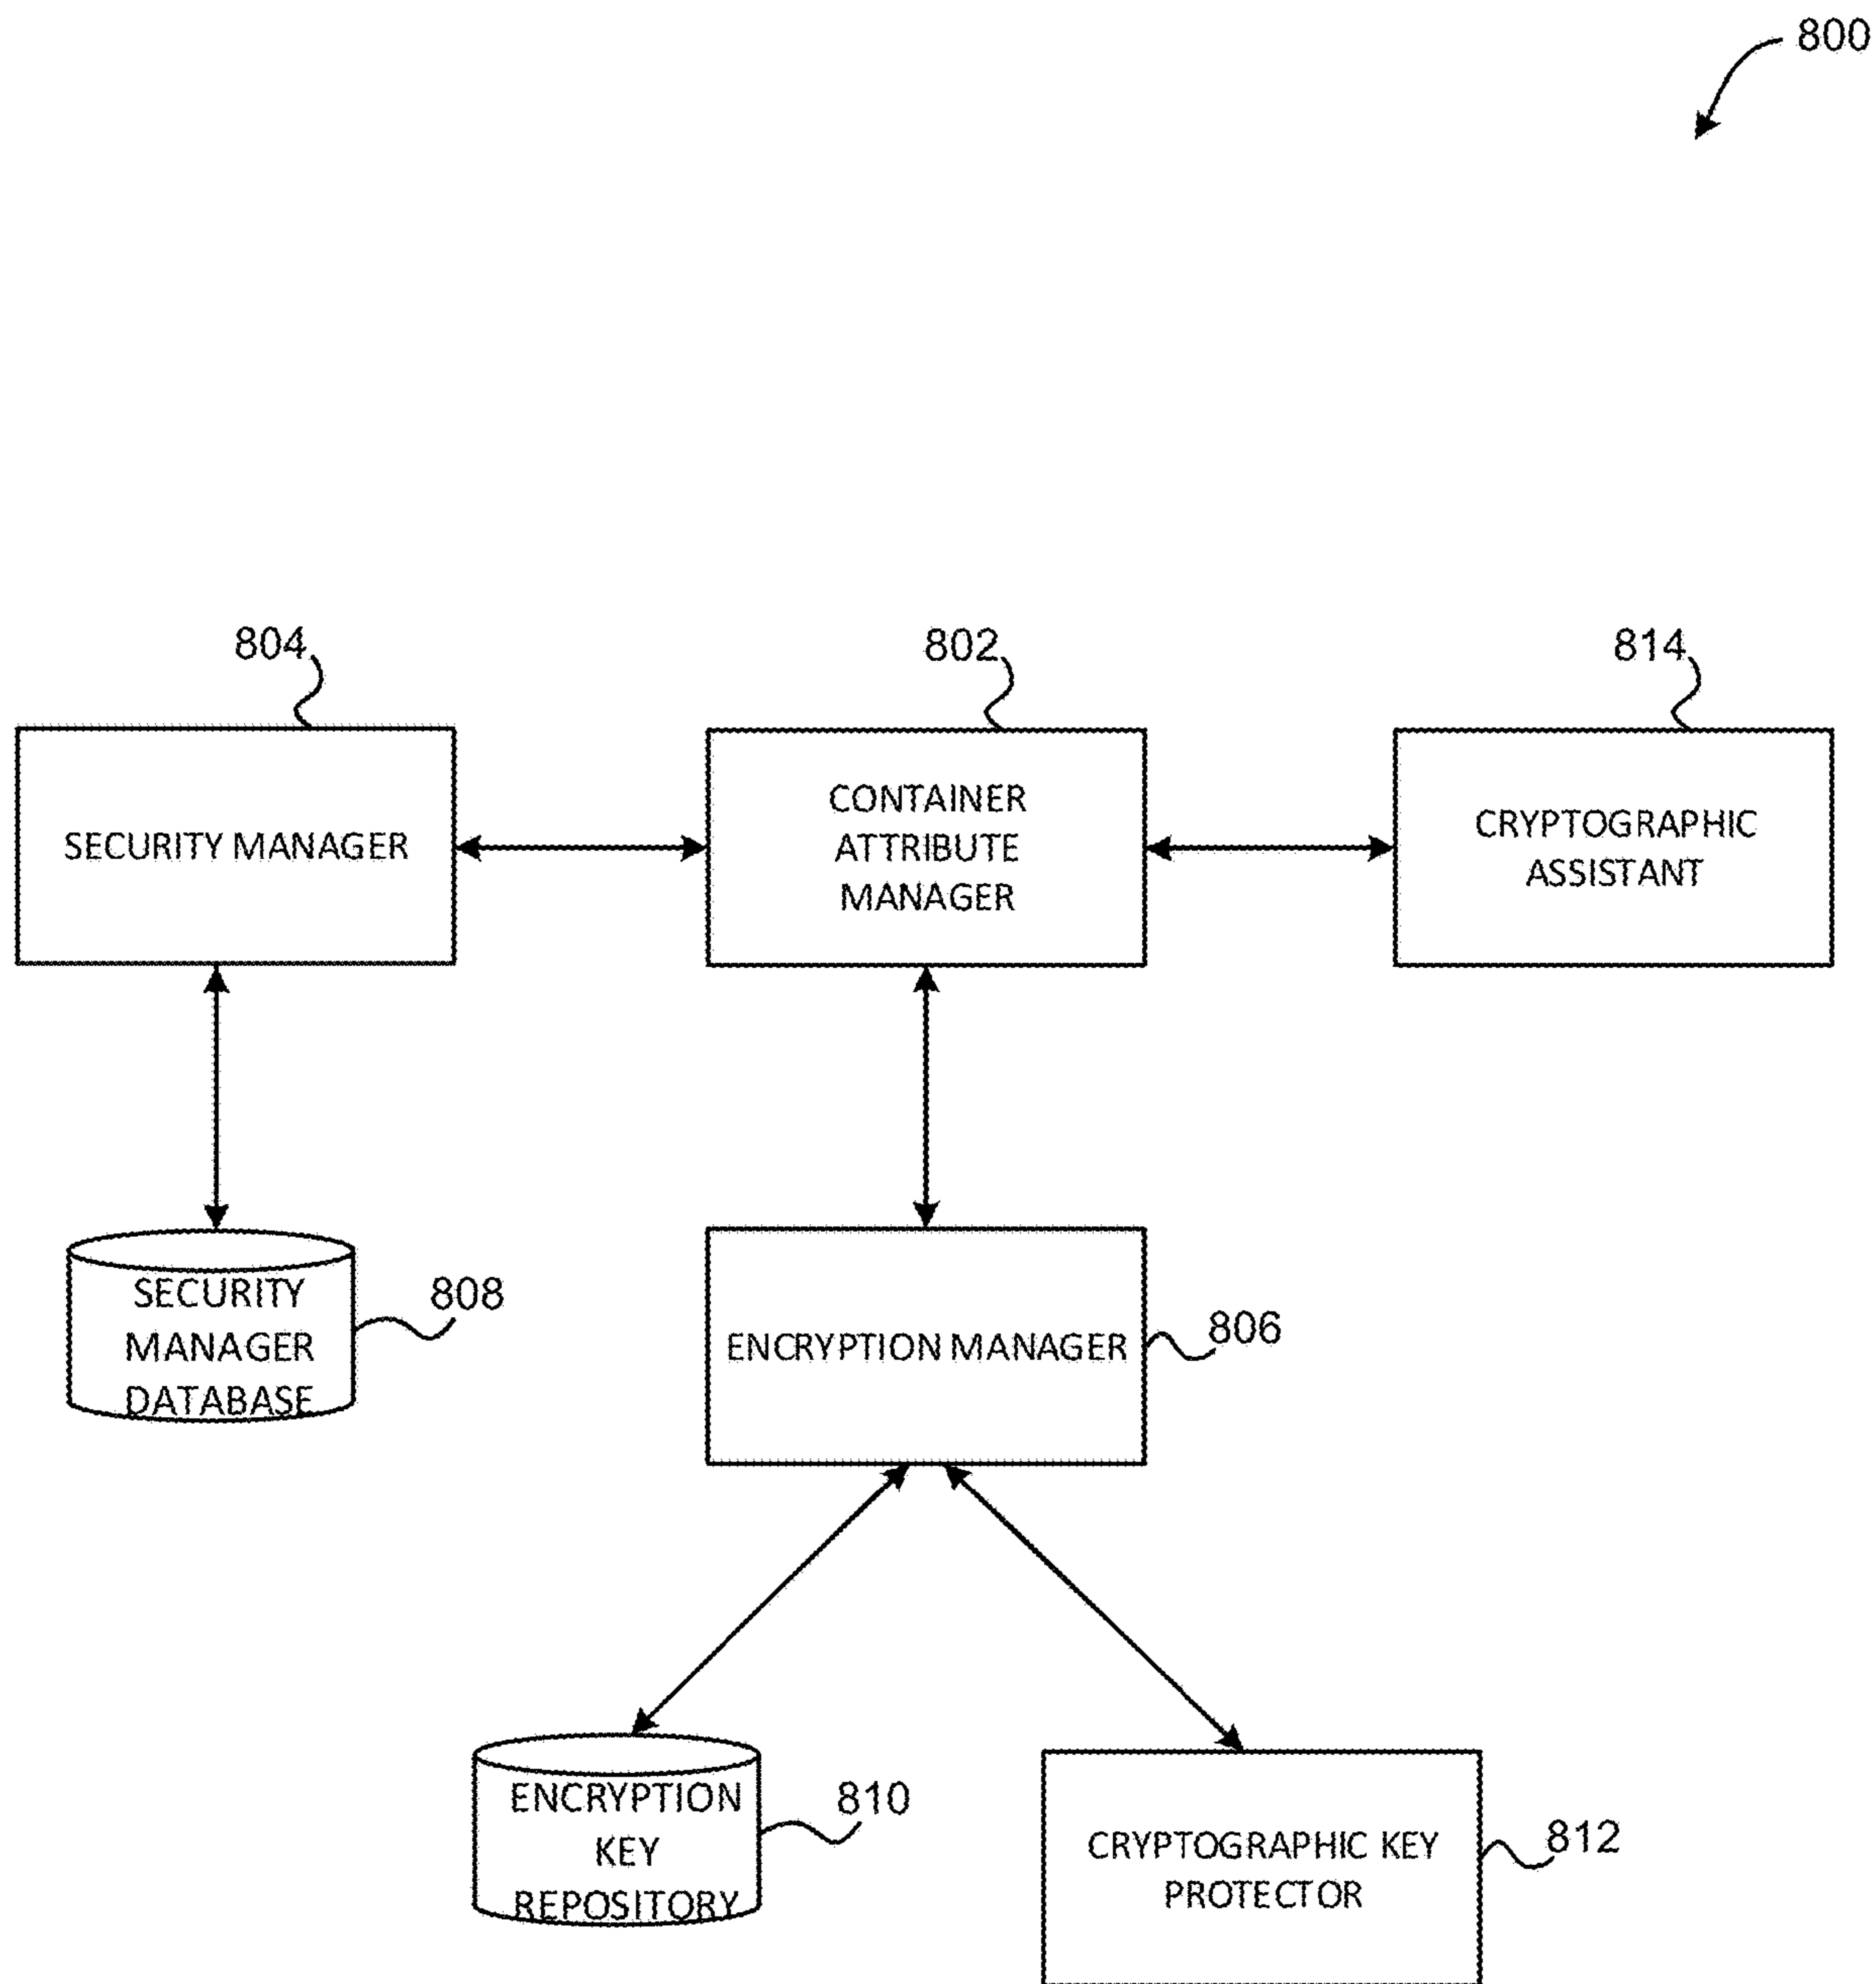 800
804
802
814
SECURITY MANAGER
CONTAINER
ATTRIBUTE
MANAGER
CRYPTOGRAPHIC
ASSISTANT
SECURITY
MANAGER
DATABASE
808
ENCRYPTION MANAGER
806
ENCRYPTION
KEY
REPOSITORY
810
CRYPTOGRAPHIC KEY
PROTECTOR
812